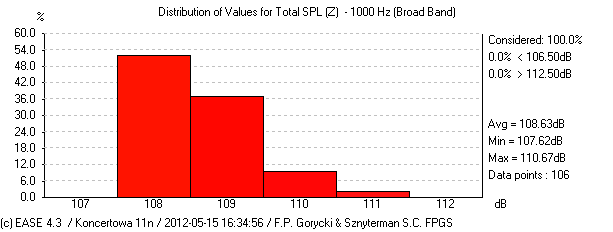 Distribution of Values for Total SPL (Z) - 1000 Hz (Broad Band)
%
60.0
54.0
48.0
42.0
36.0
30.0
24.0
18.0
12.0
6.0
0.0
107 108 109 110 111 112 dB
Considered: 100.0%
0.0% < 106.50dB
0.0% > 112.50dB
Avg = 108.63dB
Min = 107.62dB
Max = 110.67dB
Data points : 106
(c) EASE 4.3 / Koncertowa 11n / 2012-05-15 16:34:56 / F.P. Gorycki & Sznyterman S.C. FPGS